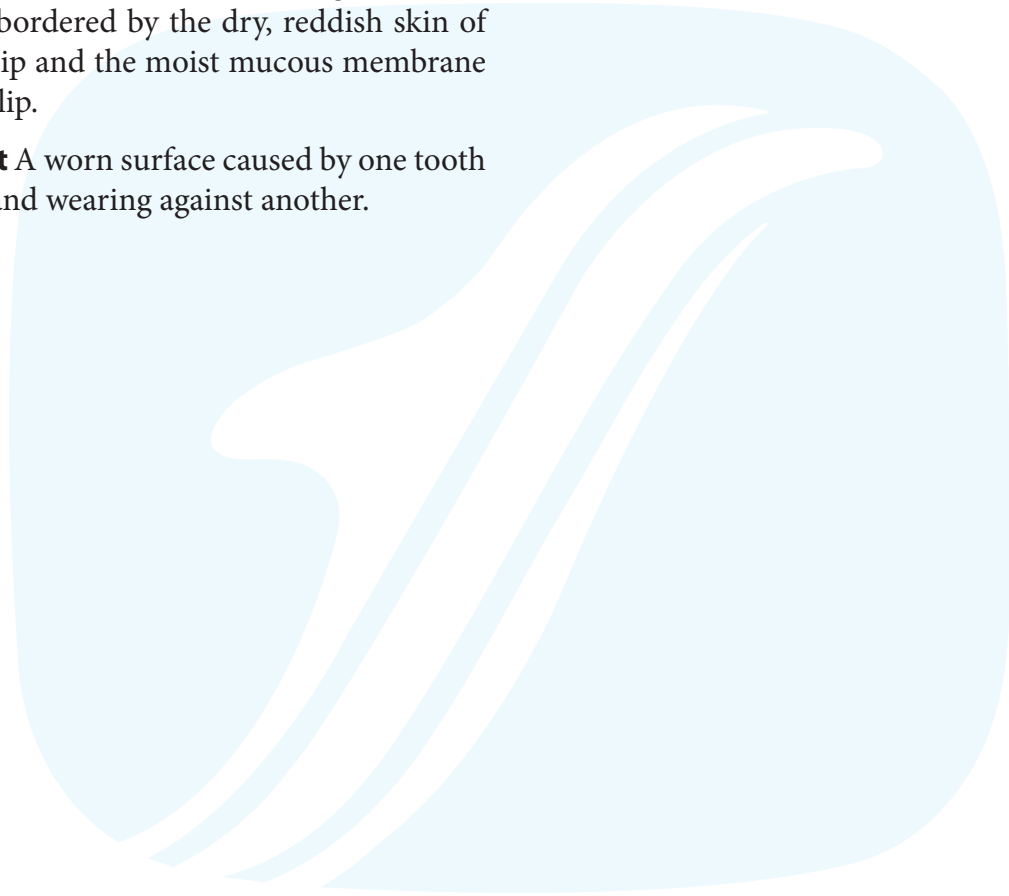 bordered by the dry, reddish skin of
ip and the moist mucous membrane
lip.
t A worn surface caused by one tooth
and wearing against another.